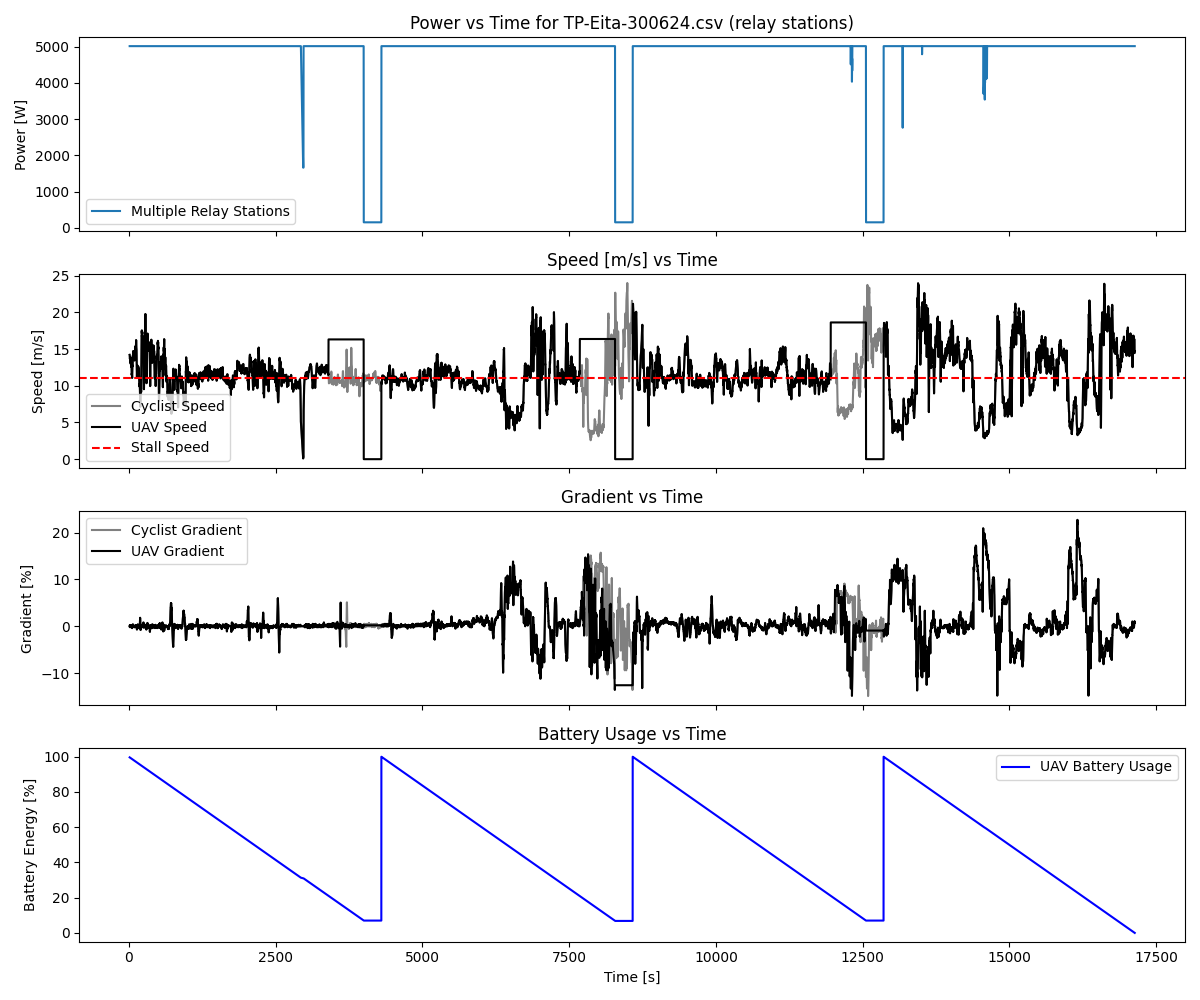 Power vs Time for TP-Eita-300624.csv (relay stations)
5000
4000
3000
2000
1000
0
Power [W]
Multiple Relay Stations
Speed [m/s] vs Time
25
20
15
10
5
0
Speed [m/s]
Cyclist Speed
UAV Speed
Stall Speed
Gradient vs Time
20
10
0
−10
Gradient [%]
Cyclist Gradient
UAV Gradient
Battery Usage vs Time
100
80
60
40
20
0
Battery Energy [%]
UAV Battery Usage
0 2500 5000 7500 10000 12500 15000 17500
Time [s]